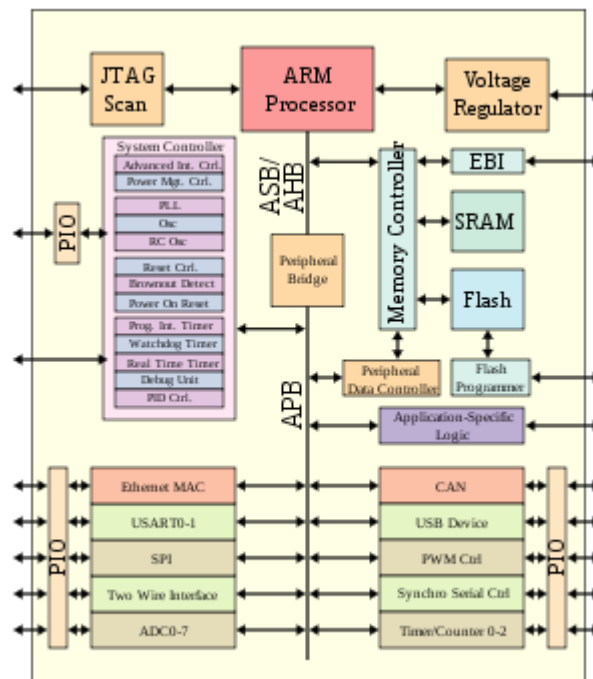 JTAG
Scan
ARM
Processor
Voltage
Regulator
System Controller
Advanced Int. Ctrl.
Power Mgt. Ctrl.
PLL
Osc
RC Osc
Reset Ctrl.
Brownout Detect
Power On Reset
Prog. Int. Timer
Watchdog Timer
Real Time Timer
Debug Unit
PID Ctrl.
PIO
ASB/
AHB
Peripheral
Bridge
APB
Memory Controller
EBI
SRAM
Flash
Peripheral
Data Controller
Flash
Programmer
Application-Specific
Logic
PIO
Ethernet MAC
USART0-1
SPI
Two Wire Interface
ADC0-7
CAN
USB Device
PWM Ctrl
Synchro Serial Ctrl
Timer/Counter 0-2
PIO